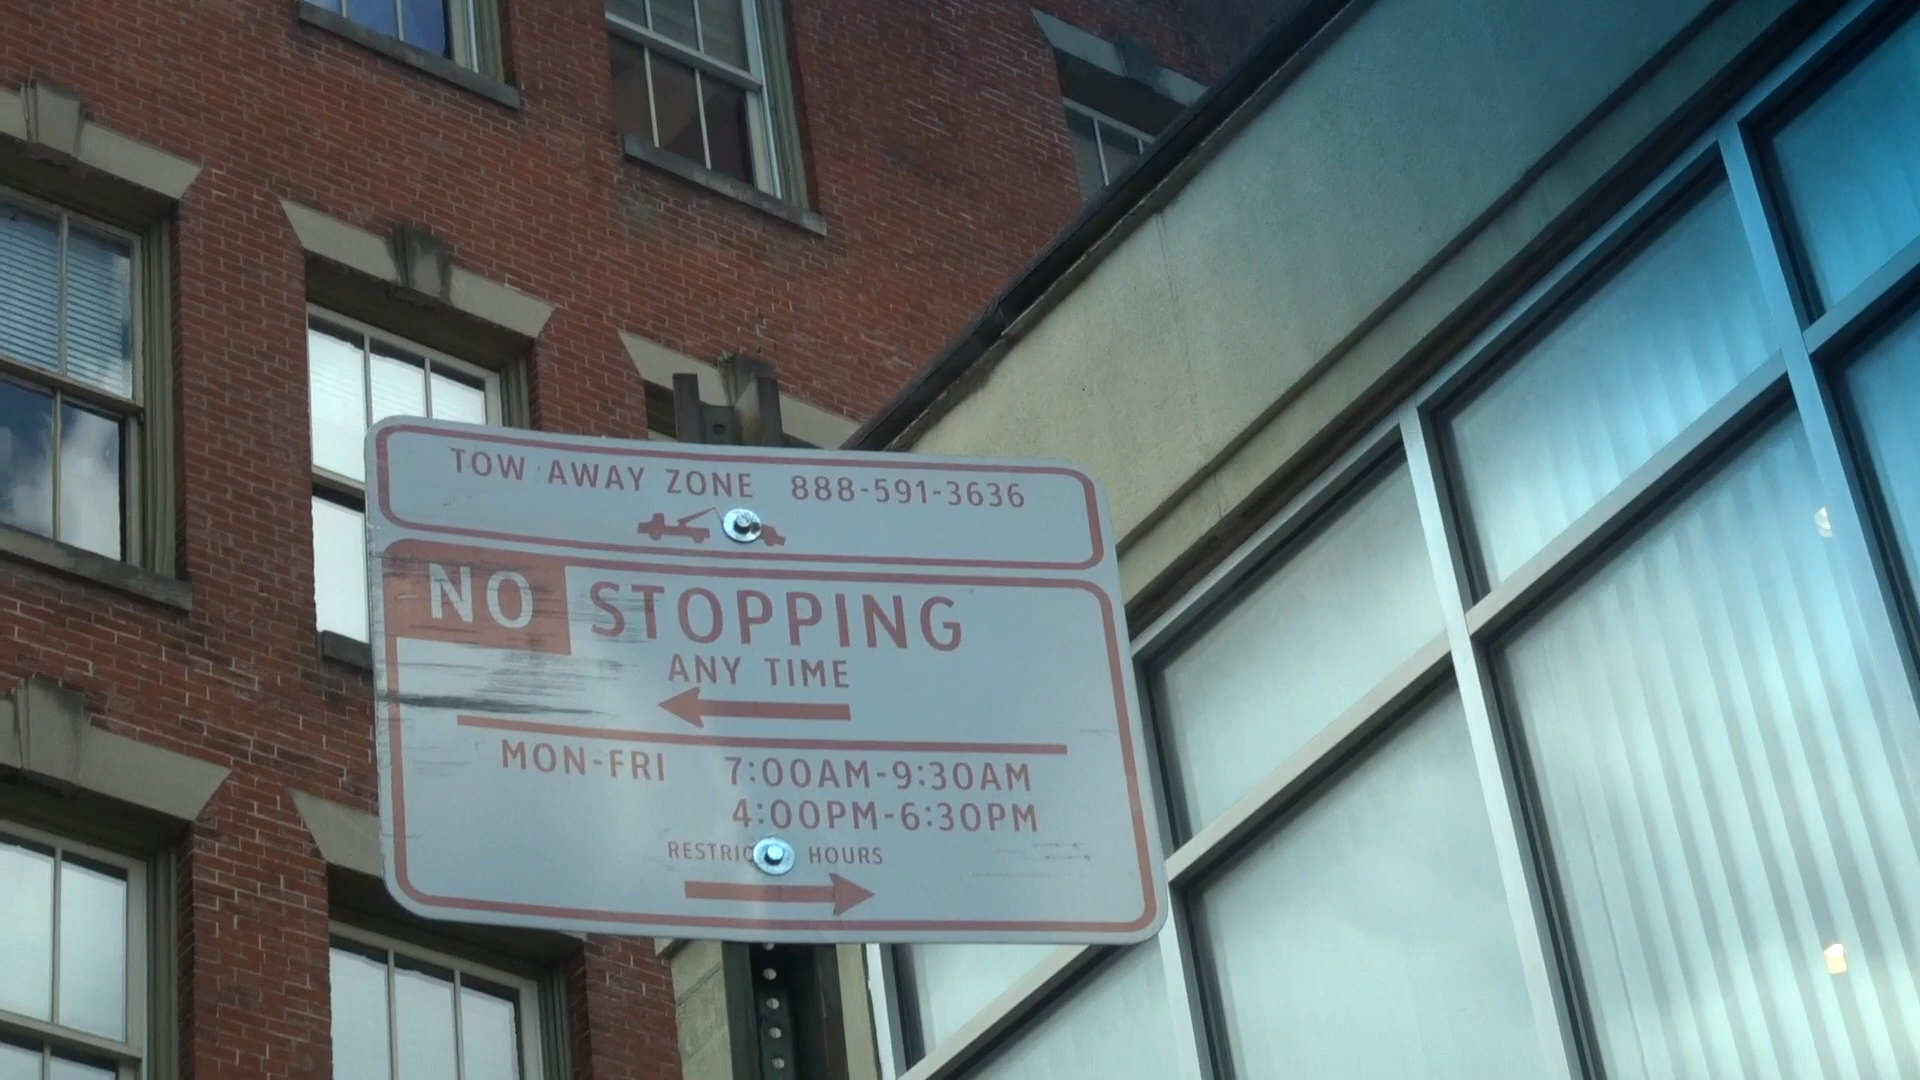 TOW AWAY ZONE 888-591-3636
NO STOPPING
ANY TIME
MON-FRI 7:00AM-9:30AM
4:00PM-6:30PM
RESTRIC HOURS